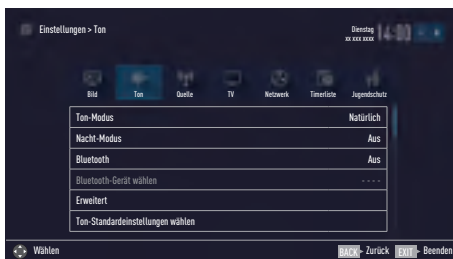 Einstellungen > Ton
Dienstag
xx xxx xxxx
14:00
Bild Ton Quelle TV Netzwerk Timerliste Jugendschutz
Ton-Modus Natürlich
Nacht-Modus Aus
Bluetooth Aus
Bluetooth-Gerät wählen - - - -
Erweitert
Ton-Standardeinstellungen wählen
Wählen BACK Zurück EXIT Beenden